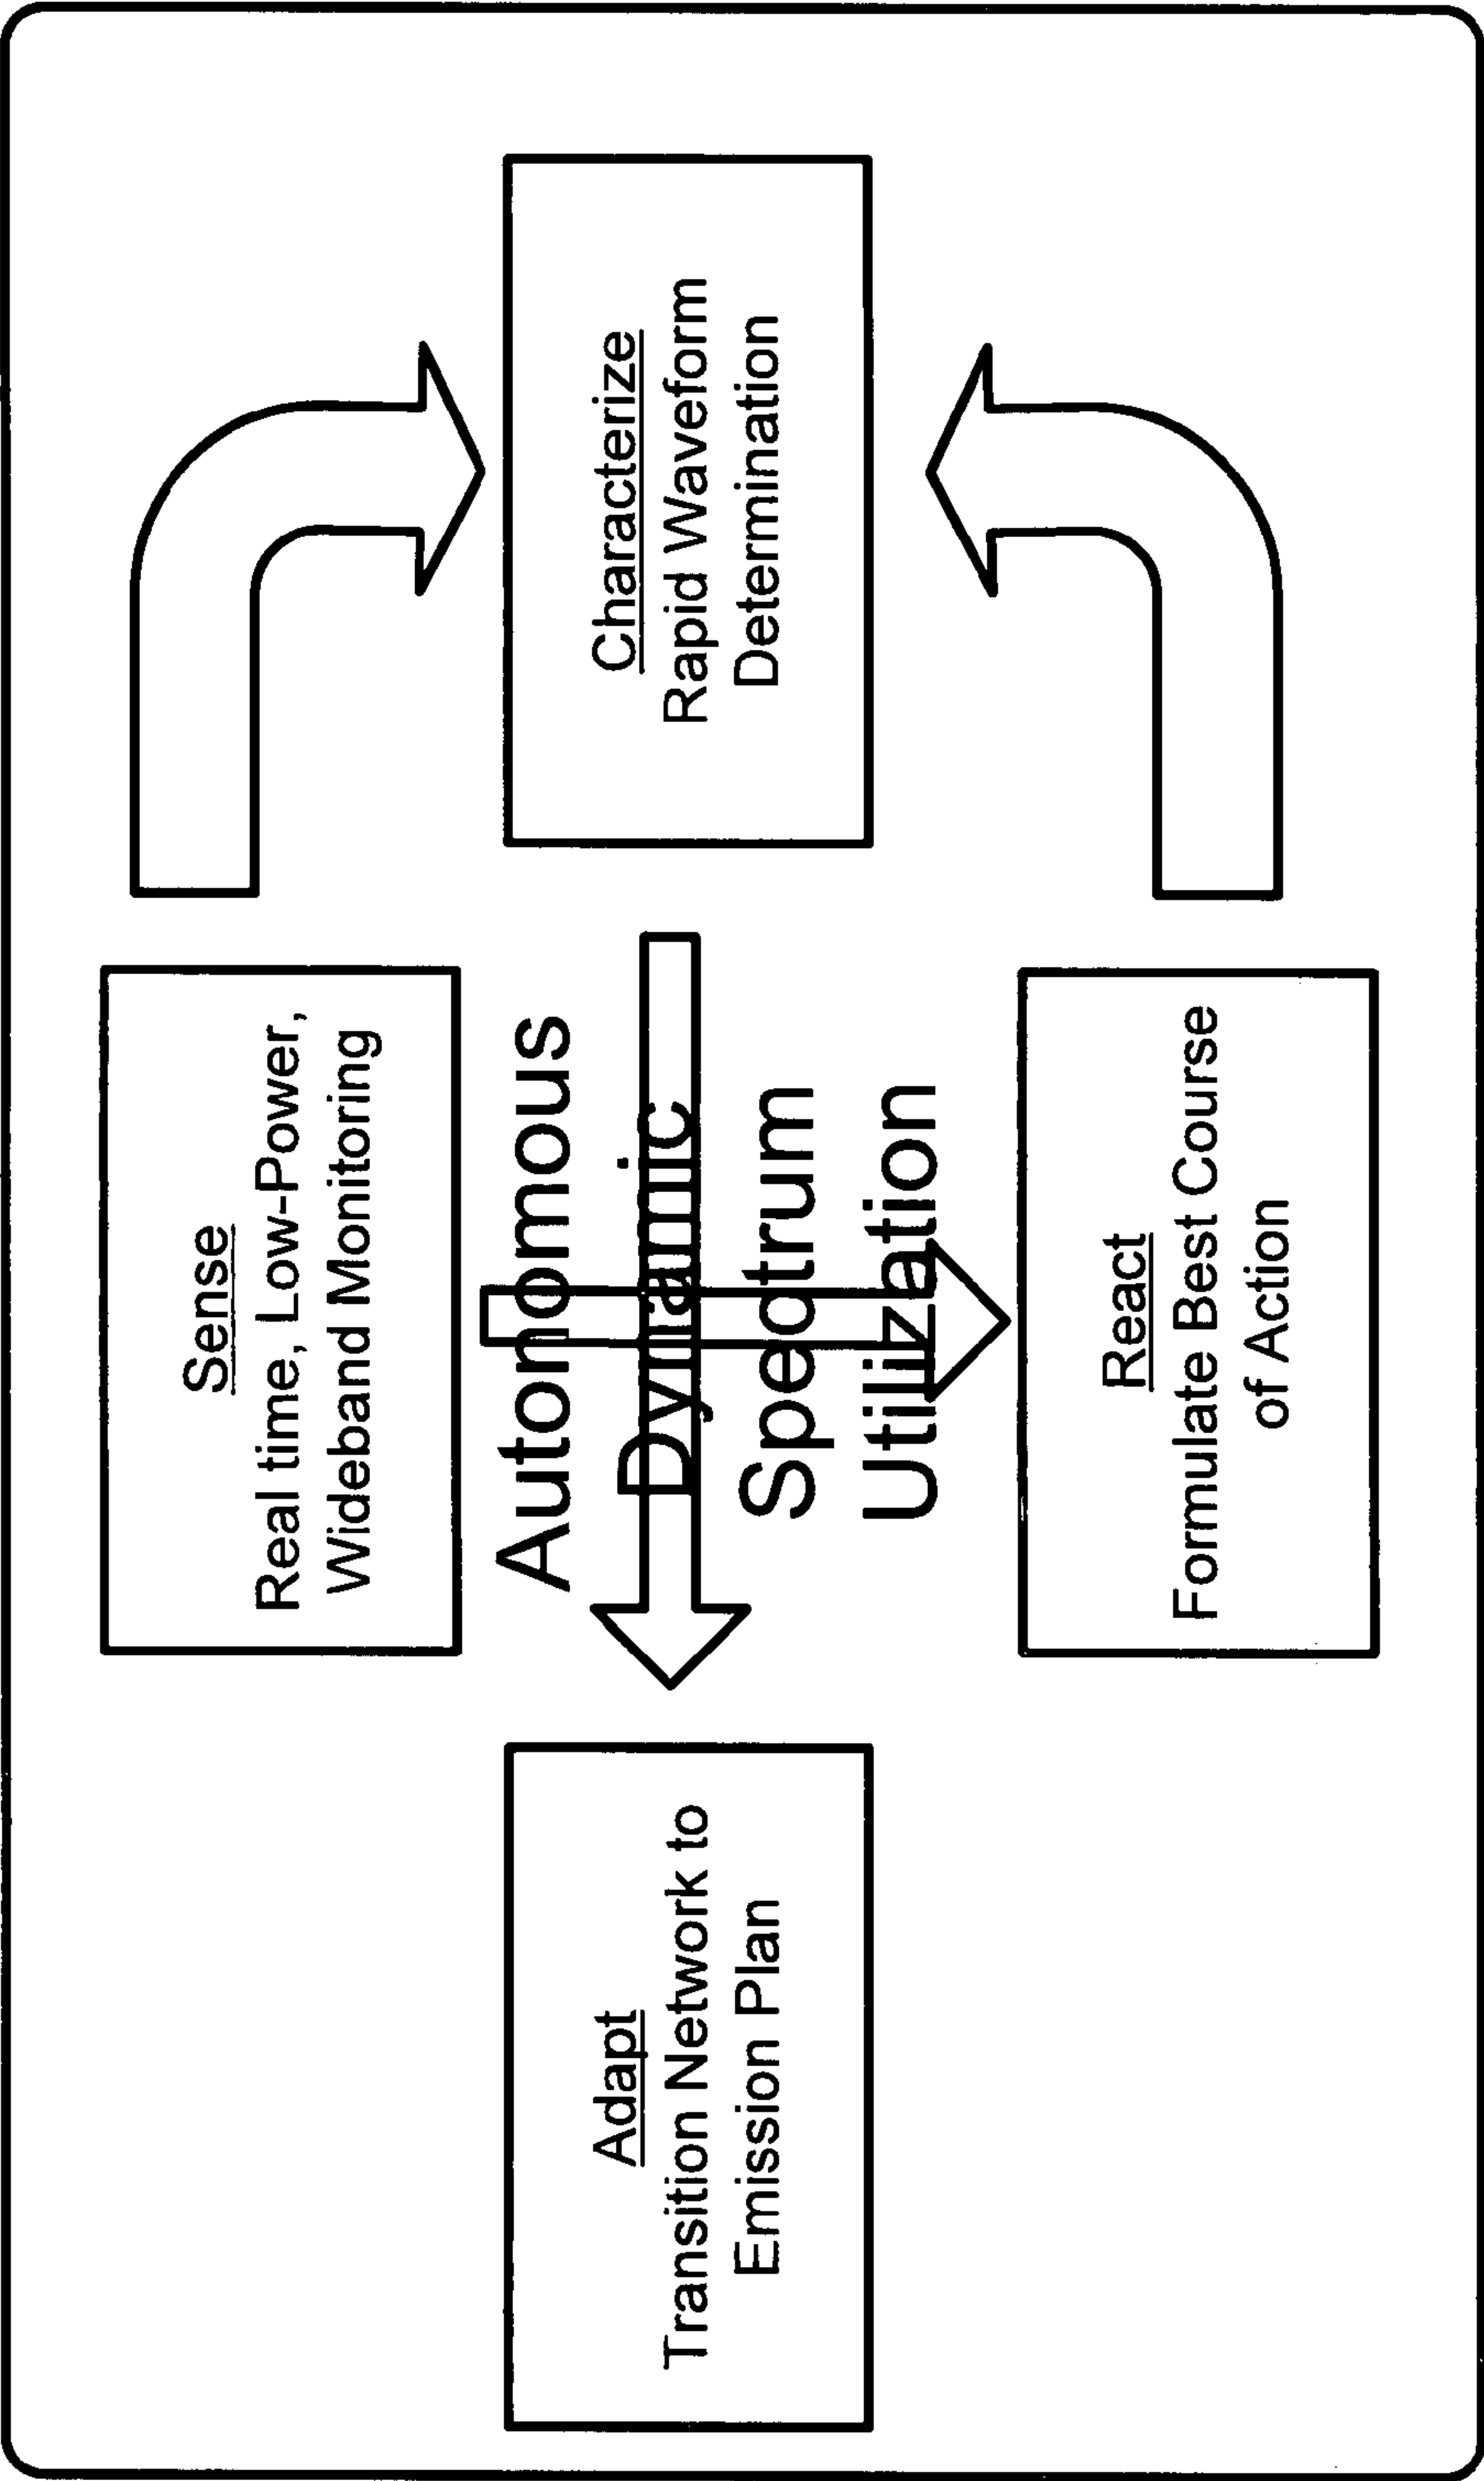 Sense
Real time, Low-Power,
Wideband Monitoring
Adapt
Transition Network to
Emission Plan
Autonomous
Dynamic
Spectrum
Utilization
Characterize
Rapid Waveform
Determination
React
Formulate Best Course
of Action